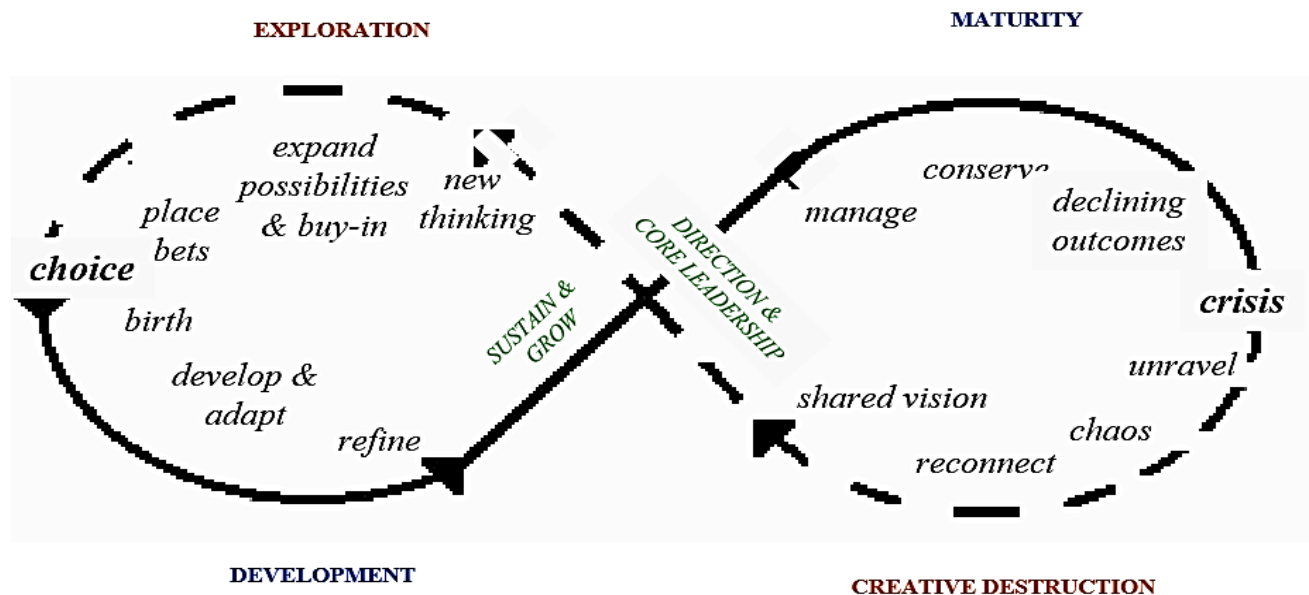 EXPLORATION
MATURITY
expand
possibilities
& buy-in
new
thinking
place
bets
choice
birth
develop &
adapt
refine
SUSTAIN &
GROW
DIRECTION &
CORE LEADERSHIP
manage
conserve
declining
outcomes
crisis
unravel
chaos
reconnect
shared vision
DEVELOPMENT
CREATIVE DESTRUCTION